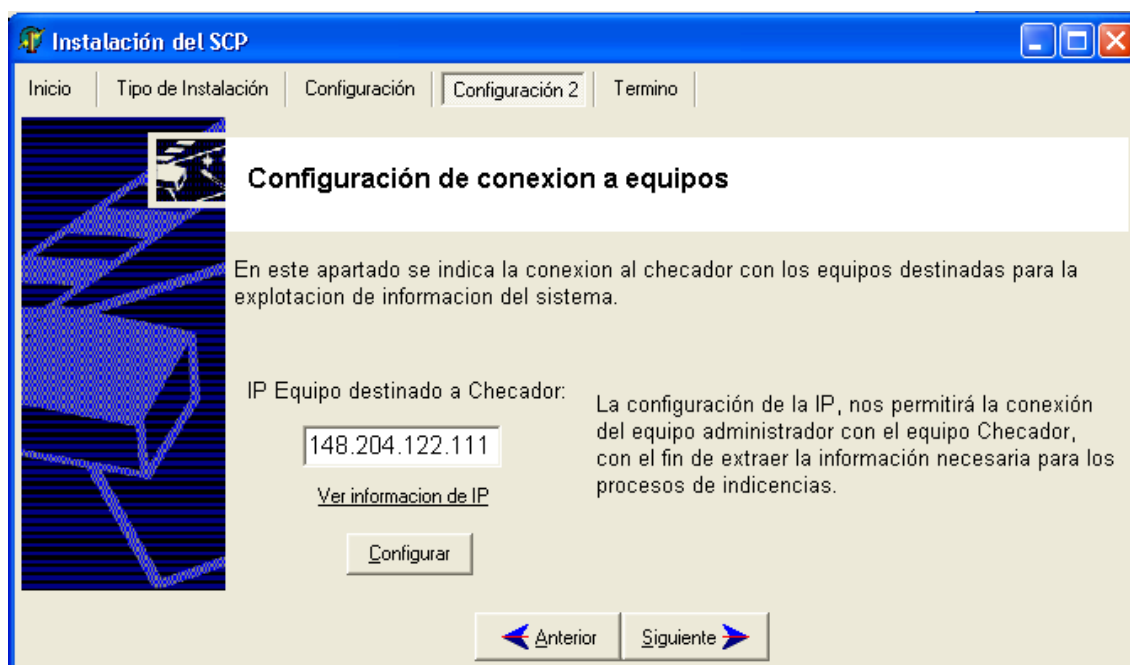 Instalación del SCP
Inicio Tipo de Instalación Configuración Configuración 2 Termino
Configuración de conexion a equipos
En este apartado se indica la conexion al checador con los equipos destinadas para la
explotacion de informacion del sistema.
IP Equipo destinado a Checador:
148.204.122.111
Ver informacion de IP
Configurar
La configuración de la IP, nos permitirá la conexión
del equipo administrador con el equipo Checador,
con el fin de extraer la información necesaria para los
procesos de indicencias.
Anterior Siguiente